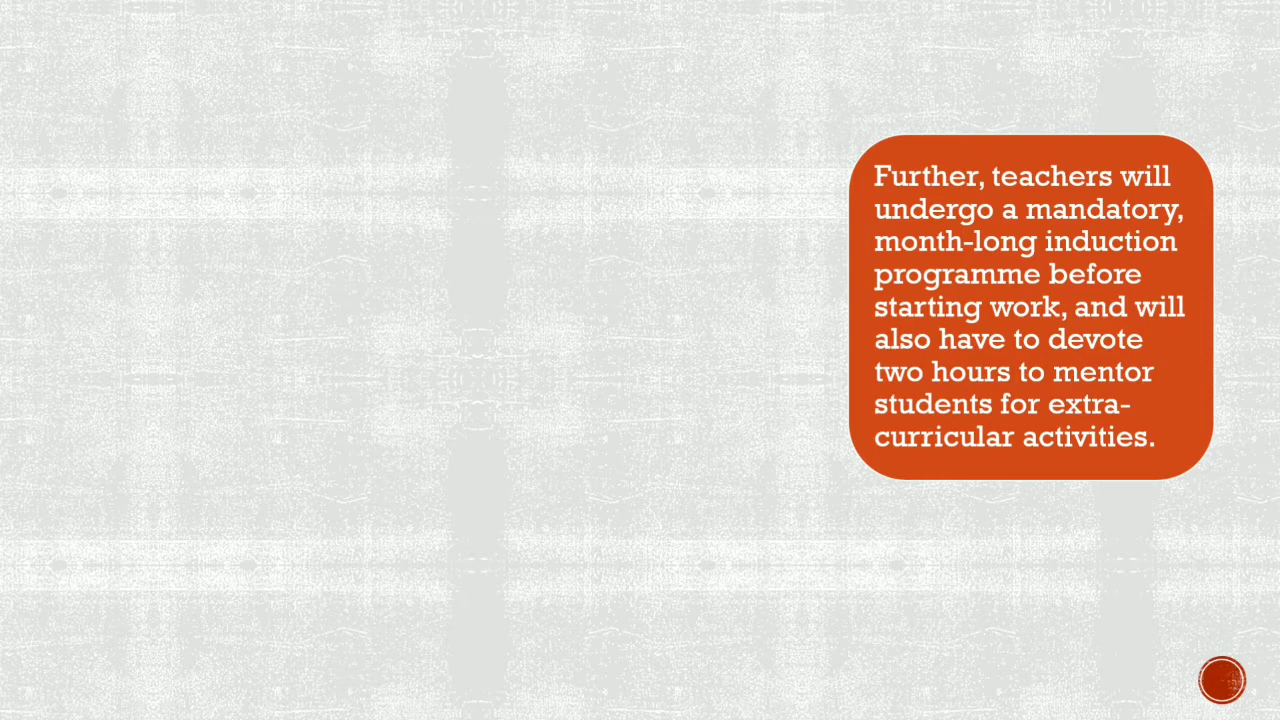 Further, teachers will
undergo a mandatory,
month-long induction
programme before
starting work, and will
also have to devote
two hours to mentor
students for extra-
curricular activities.